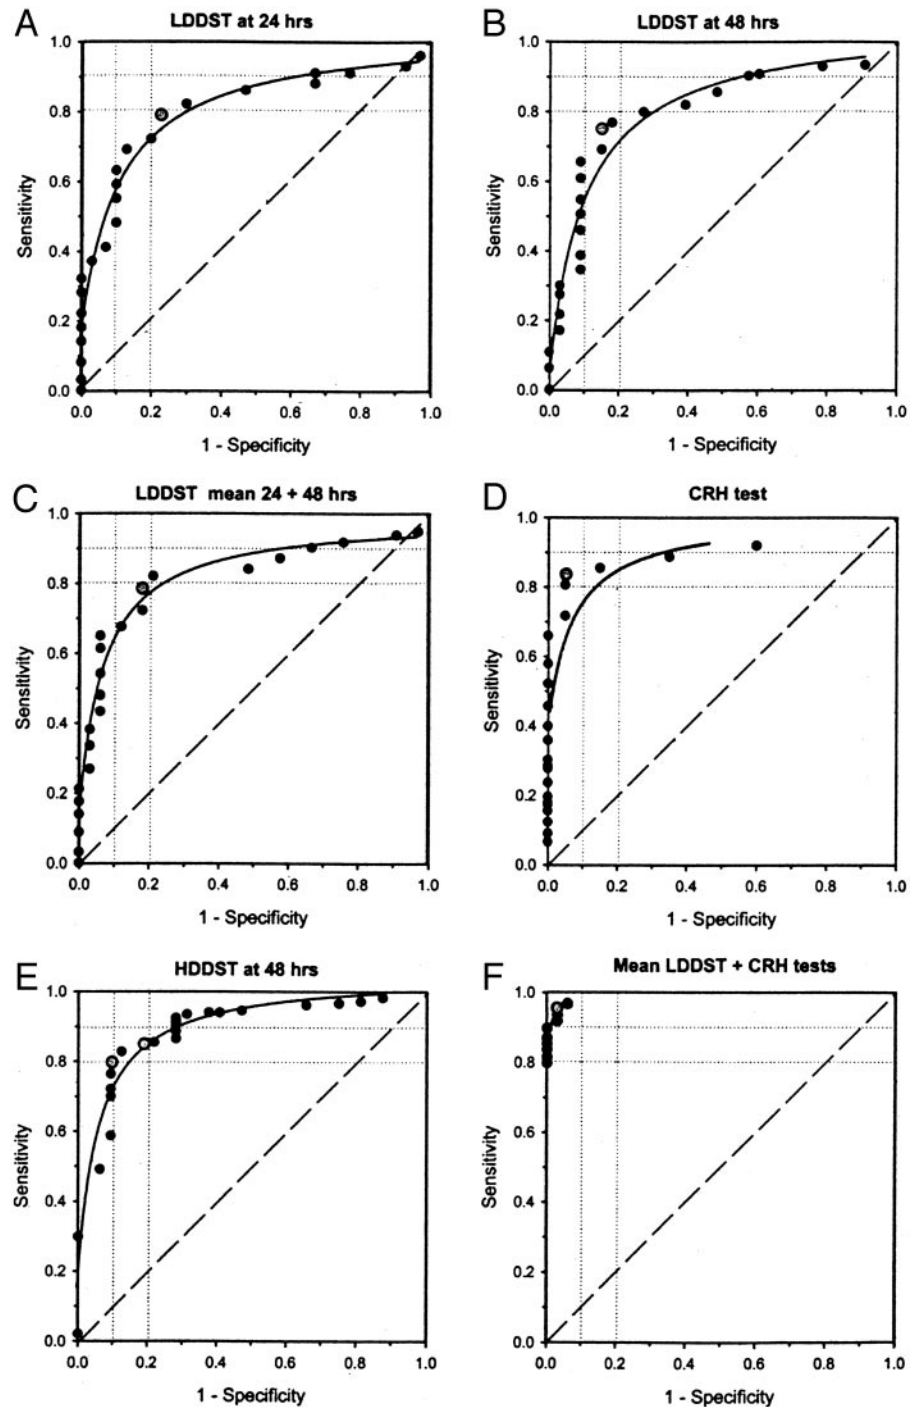 A
LDDST at 24 hrs
1.0
0.8
0.6
0.4
0.2
0.0
Sensitivity
0.0 0.2 0.4 0.6 0.8 1.0
1 - Specificity
B
LDDST at 48 hrs
1.0
0.8
0.6
0.4
0.2
0.0
Sensitivity
0.0 0.2 0.4 0.6 0.8 1.0
1 - Specificity
C
LDDST mean 24 + 48 hrs
1.0
0.8
0.6
0.4
0.2
0.0
Sensitivity
0.0 0.2 0.4 0.6 0.8 1.0
1 - Specificity
D
CRH test
1.0
0.8
0.6
0.4
0.2
0.0
Sensitivity
0.0 0.2 0.4 0.6 0.8 1.0
1 - Specificity
E
HDDST at 48 hrs
1.0
0.8
0.6
0.4
0.2
0.0
Sensitivity
0.0 0.2 0.4 0.6 0.8 1.0
1 - Specificity
F
Mean LDDST + CRH tests
1.0
0.8
0.6
0.4
0.2
0.0
Sensitivity
0.0 0.2 0.4 0.6 0.8 1.0
1 - Specificity